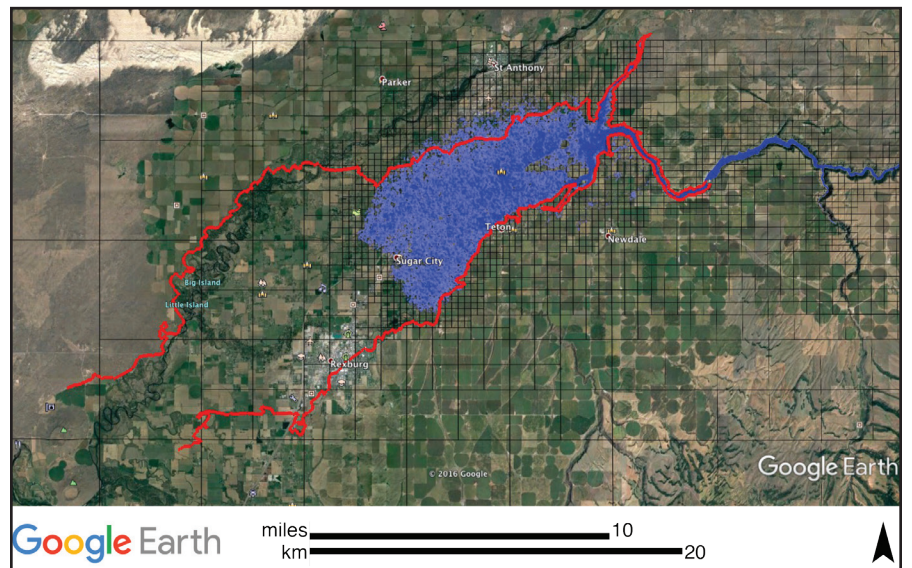 St Anthony
Parker
Teton
Newdale
Sugar City
Big Island
Little Island
Rexburg
© 2016 Google
Google Earth
Google Earth
miles 10
km 20